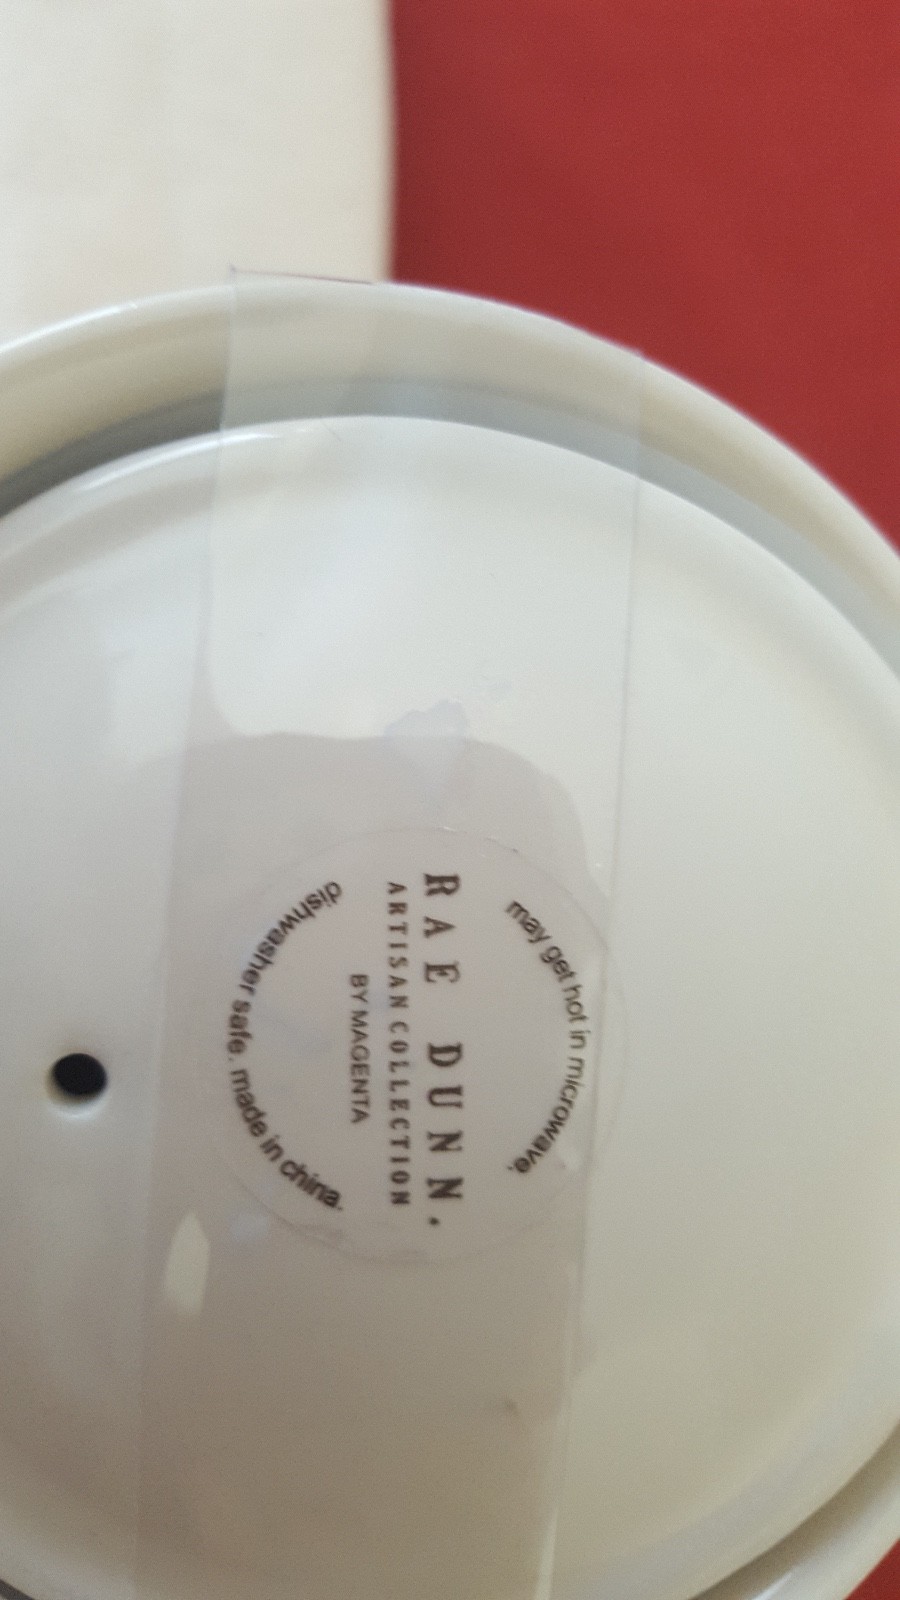 may get hot in microwave.
RAE DUNN.
ARTISAN COLLECTION
BY MAGENTA
dishwasher safe. made in china.